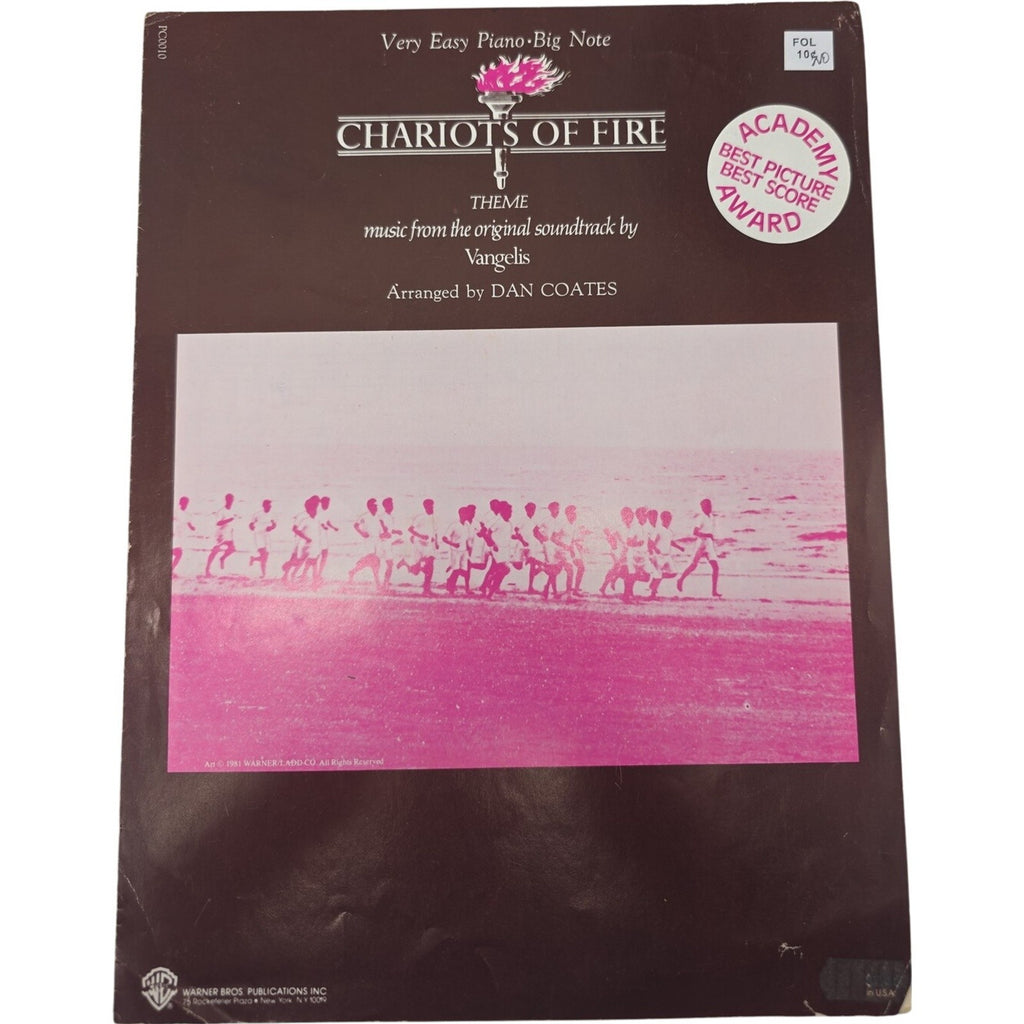 PC0010
Very Easy Piano•Big Note
FOL
10¢
NO
CHARIOTS OF FIRE
ACADEMY
BEST PICTURE
BEST SCORE
AWARD
THEME
music from the original soundtrack by
Vangelis
Arranged by DAN COATES
Art © 1981 WARNER/LADD CO. All Rights Reserved
WB
WARNER BROS. PUBLICATIONS INC
75 Rockefeller Plaza • New York, N.Y. 10019
in U.S.A.